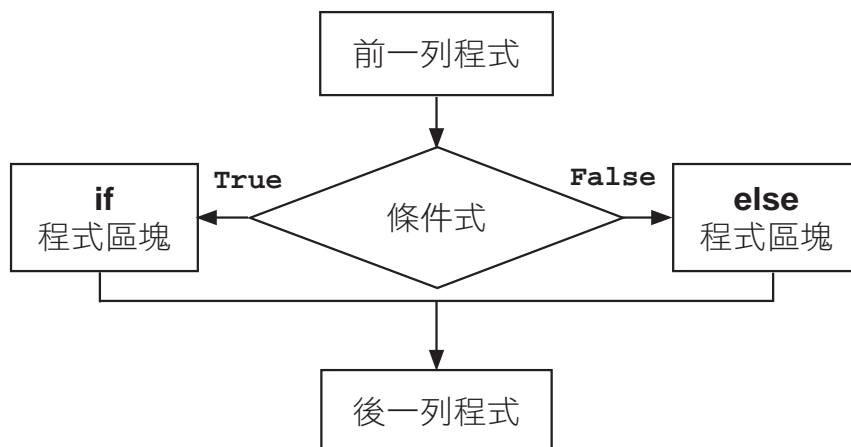 前一列程式
True
False
if
程式區塊
條件式
else
程式區塊
後一列程式